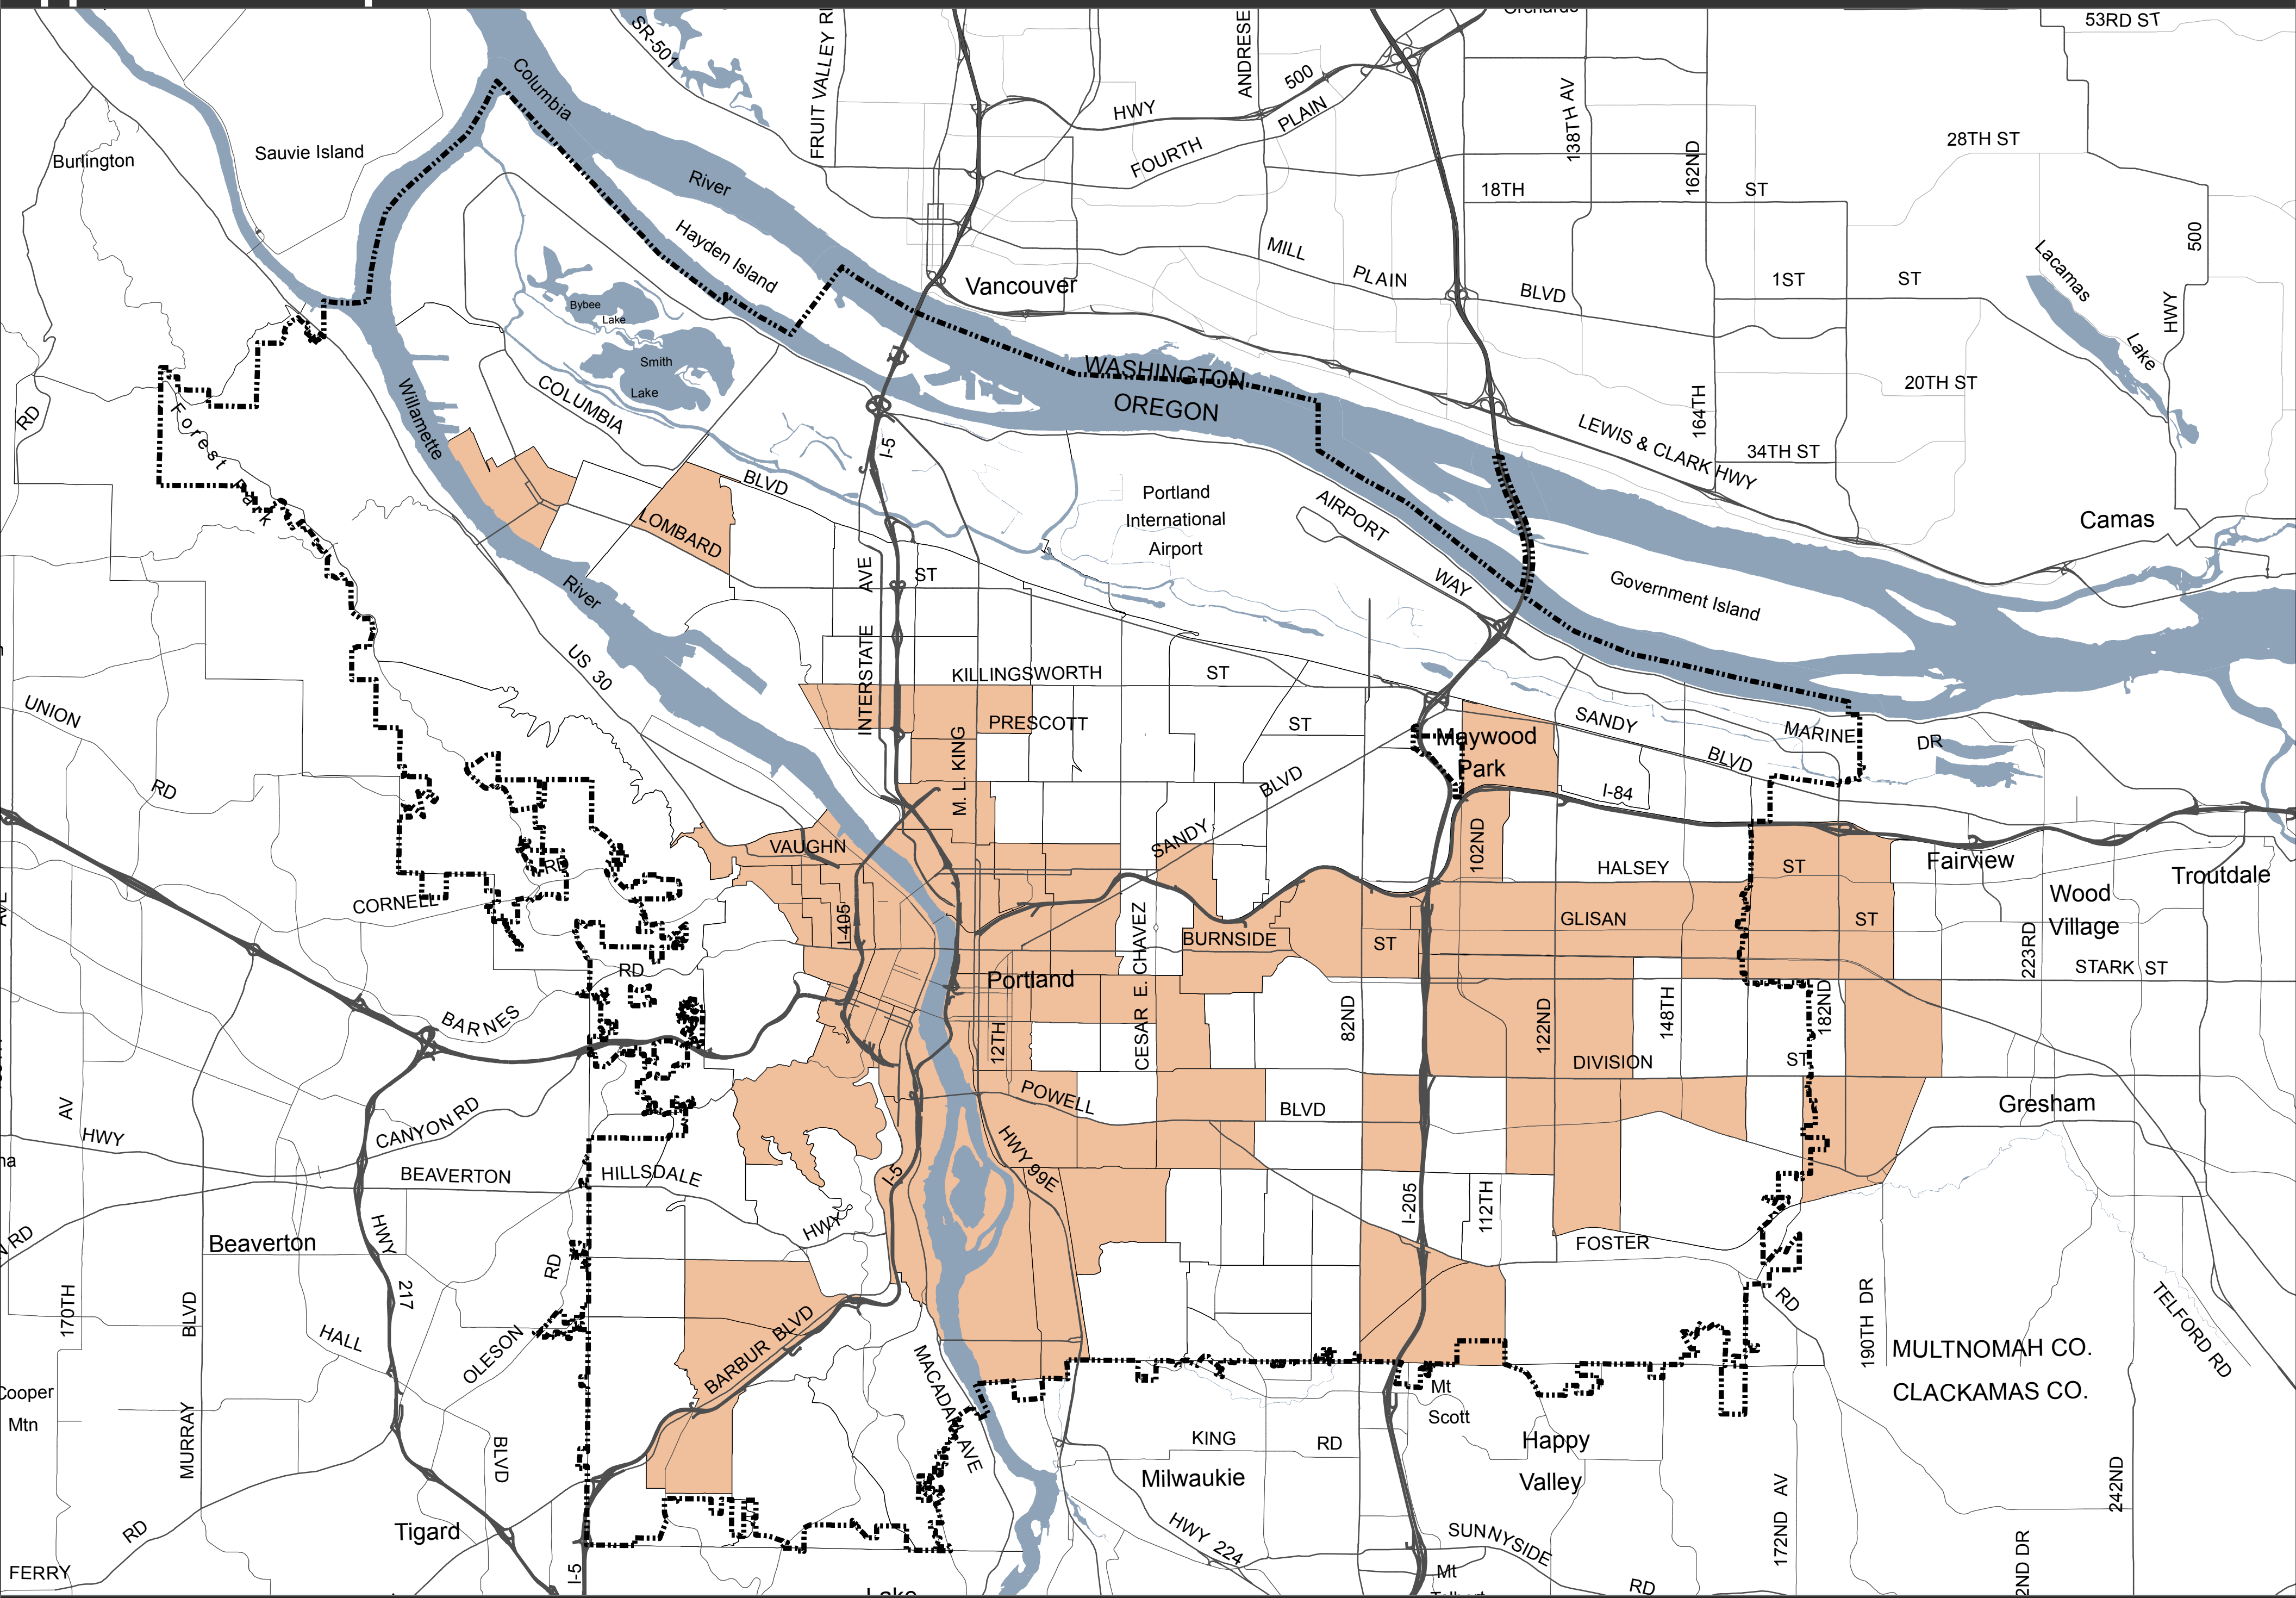 53RD ST
SR-501
FRUIT VALLEY
ANDRESE
Columbia
500
HWY
PLAIN
138TH AV
28TH ST
Burlington
Sauvie Island
FOURTH
162ND
18TH
ST
River
Hayden Island
MILL
PLAIN
BLVD
Vancouver
1ST
ST
500
HWY
Lacamas
Lake
Bybee
Lake
Smith
Lake
WASHINGTON
OREGON
COLUMBIA
BLVD
Willamette
River
RD
Forest
Park
I-5
20TH ST
164TH
LEWIS & CLARK HWY
34TH ST
LOMBARD
ST
Portland
International
Airport
AIRPORT
WAY
Camas
Government Island
INTERSTATE
AVE
US 30
KILLINGSWORTH
ST
PRESCOTT
ST
M. L. KING
UNION
RD
Maywood
Park
SANDY
BLVD
MARINE
DR
SANDY
BLVD
I-84
VAUGHN
102ND
HALSEY
ST
Fairview
Wood
Village
Troutdale
RD
CORNELL
I-405
GLISAN
ST
BURNSIDE
ST
CESAR E. CHAVEZ
223RD
STARK ST
Portland
RD
BARNES
12TH
82ND
122ND
148TH
182ND
DIVISION
ST
AV
HWY
CANYON RD
POWELL
BLVD
Gresham
BEAVERTON
HILLSDALE
HWY
HWY 99E
I-5
I-205
112TH
RD
Beaverton
HWY
217
FOSTER
RD
RD
170TH
BLVD
MURRAY
HALL
BLVD
OLESON
BARBUR BLVD
MACADAM AVE
190TH DR
TELFORD RD
MULTNOMAH CO.
CLACKAMAS CO.
Cooper
Mtn
Mt
Scott
KING
RD
Happy
Valley
Milwaukie
Tigard
RD
FERRY
I-5
HWY 224
SUNNYSIDE
RD
Mt
172ND AV
242ND
2ND DR
Lake